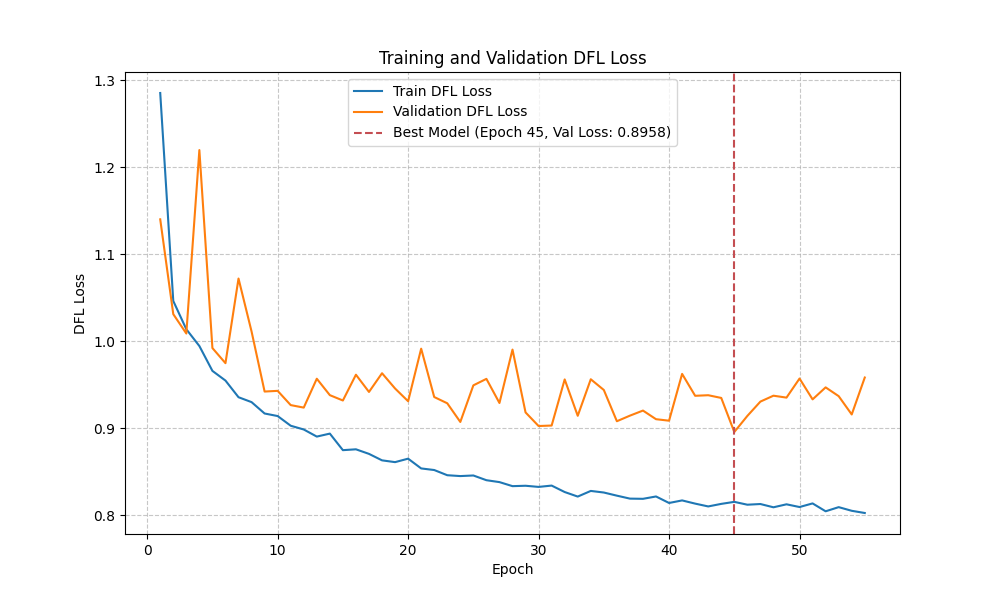 Training and Validation DFL Loss
Train DFL Loss
Validation DFL Loss
Best Model (Epoch 45, Val Loss: 0.8958)
DFL Loss
1.3
1.2
1.1
1.0
0.9
0.8
0 10 20 30 40 50
Epoch